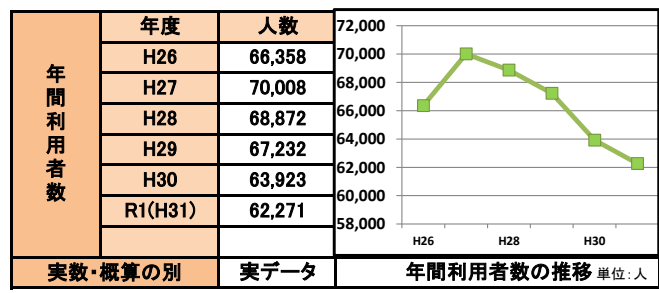 年間利用者数
年度 人数
H26 66,358
H27 70,008
H28 68,872
H29 67,232
H30 63,923
R1(H31) 62,271
実数・概算の別 実データ
72,000
70,000
68,000
66,000
64,000
62,000
60,000
58,000
H26 H28 H30
年間利用者数の推移 単位:人